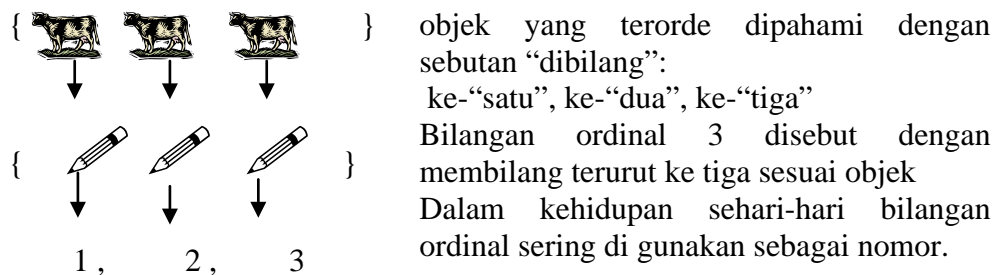 { }
{ }
1 , 2 , 3
objek yang terorde dipahami dengan
sebutan “dibilang”:
ke-“satu”, ke-“dua”, ke-“tiga”
Bilangan ordinal 3 disebut dengan
membilang terurut ke tiga sesuai objek
Dalam kehidupan sehari-hari bilangan
ordinal sering di gunakan sebagai nomor.